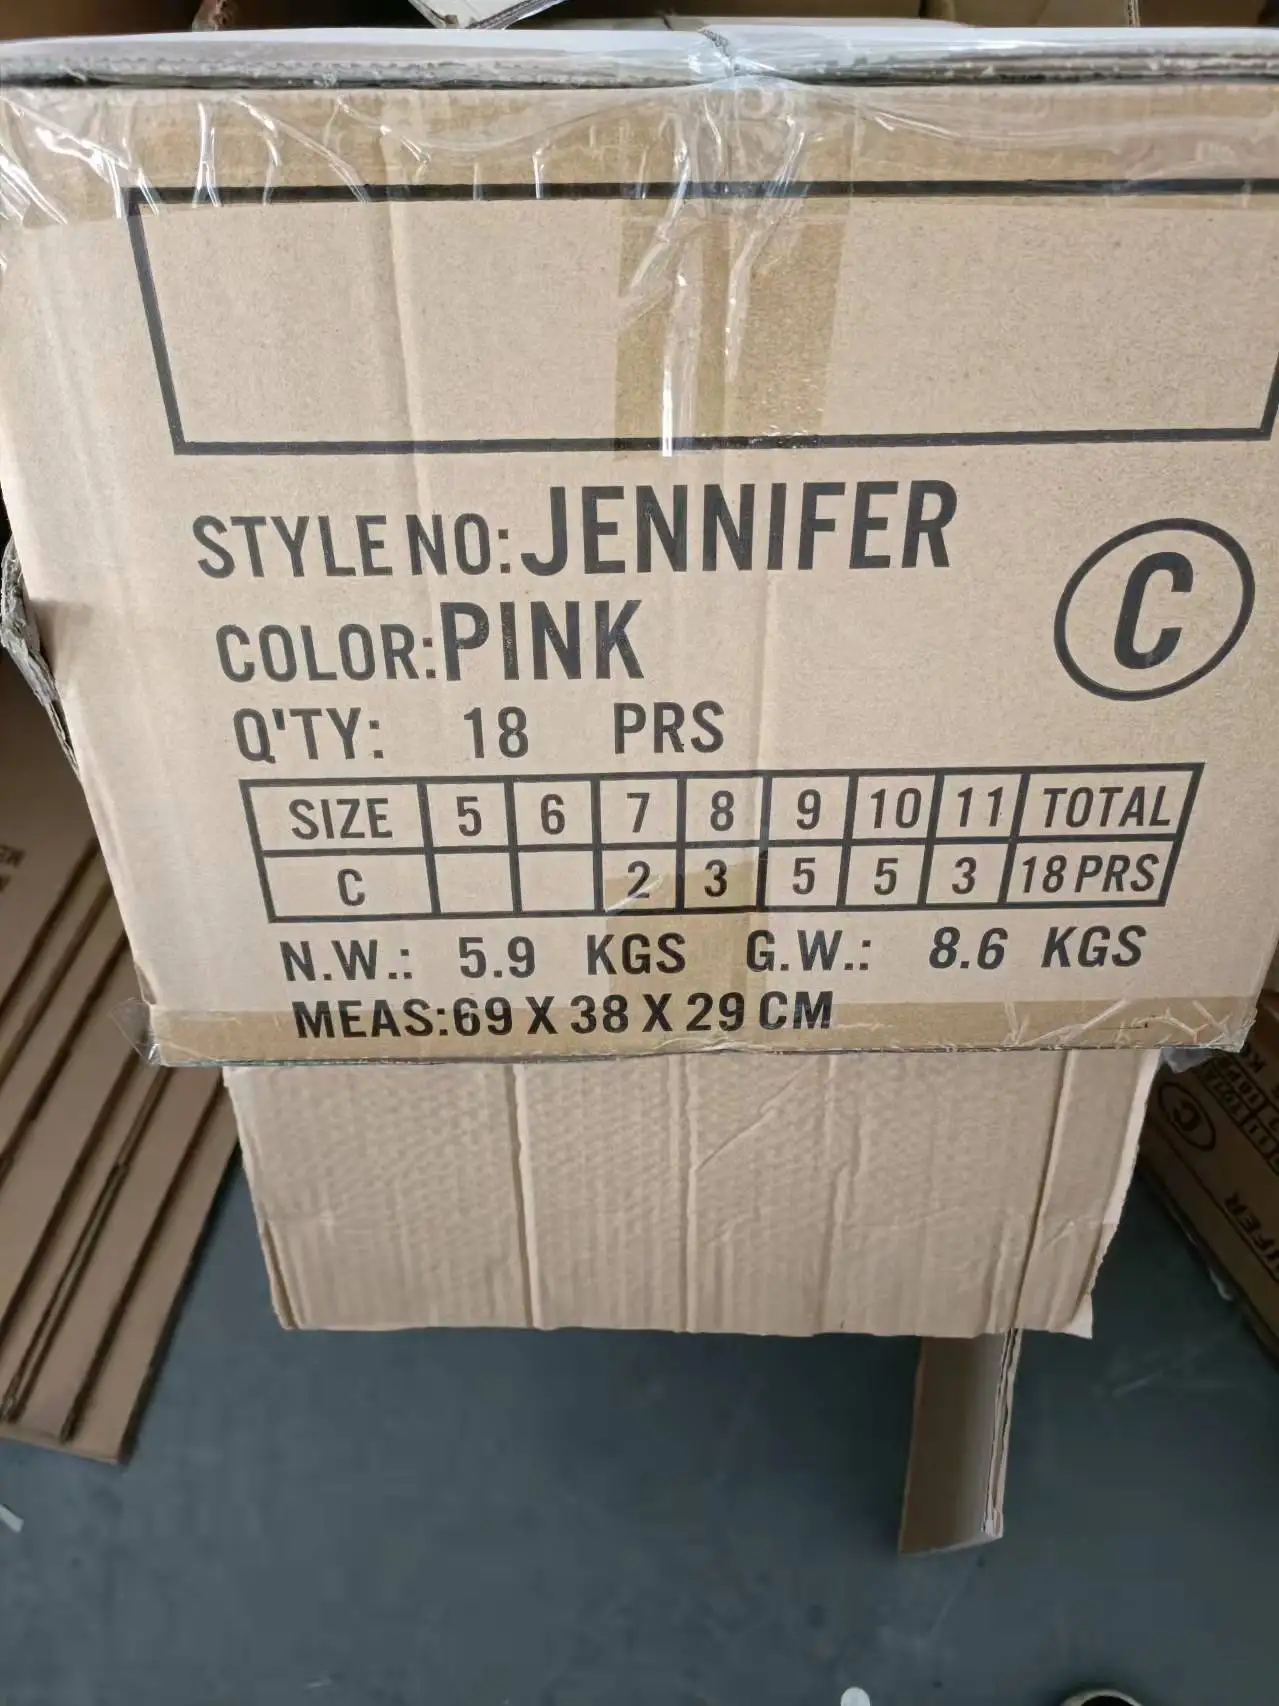 STYLE NO: JENNIFER
COLOR: PINK
C
Q'TY: 18 PRS
SIZE 5 6 7 8 9 10 11 TOTAL
C 2 3 5 5 3 18 PRS
N.W.: 5.9 KGS G.W.: 8.6 KGS
MEAS: 69 X 38 X 29 CM
C